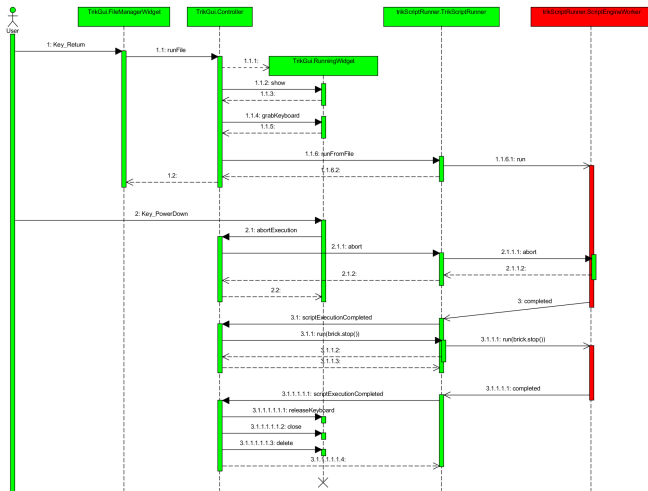 TrikGui.FileManagerWidget
TrikGui.Controller
trikScriptRunner.TrikScriptRunner
trikScriptRunner.ScriptEngineWorker
User
1: Key_Return
1.1: runFile
1.1.1:
TrikGui.RunningWidget
1.1.2: show
1.1.3:
1.1.4: grabKeyboard
1.1.5:
1.1.6: runFromFile
1.1.6.1: run
1.1.6.2:
1.2:
2: Key_PowerDown
2.1: abortExecution
2.1.1: abort
2.1.1.1: abort
2.1.1.2:
2.1.2:
2.2:
3: completed
3.1: scriptExecutionCompleted
3.1.1: run(brick.stop())
3.1.1.1: run(brick.stop())
3.1.1.2:
3.1.1.3:
3.1.1.1.1: completed
3.1.1.1.1.1: scriptExecutionCompleted
3.1.1.1.1.1.1: releaseKeyboard
3.1.1.1.1.1.2: close
3.1.1.1.1.1.3: delete
3.1.1.1.1.1.4: